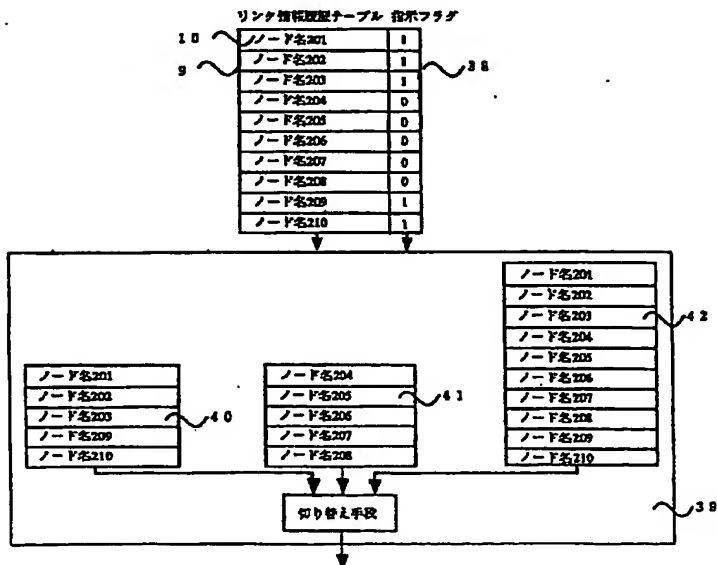 リンク情報履歴テーブル 指示フラグ
10
ノード名201 1
9
ノード名202 1
38
ノード名203 1
ノード名204 0
ノード名205 0
ノード名206 0
ノード名207 0
ノード名208 0
ノード名209 1
ノード名210 1
ノード名201
ノード名202
ノード名203
ノード名209
ノード名210
40
ノード名204
ノード名205
ノード名206
ノード名207
ノード名208
41
ノード名201
ノード名202
ノード名203
ノード名204
ノード名205
ノード名206
ノード名207
ノード名208
ノード名209
ノード名210
42
切り替え手段
39